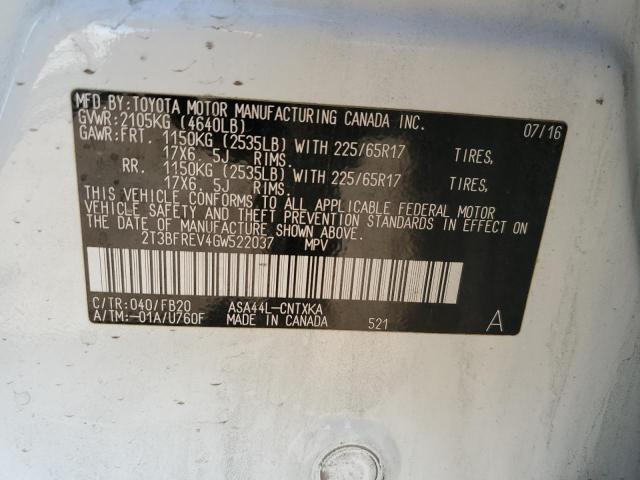 MFD.BY:TOYOTA MOTOR MANUFACTURING CANADA INC. 07/16
GVWR:2105KG (4640LB)
GAWR:FRT. 1150KG (2535LB) WITH 225/65R17 TIRES,
17X6. 5J RIMS.
RR. 1150KG (2535LB) WITH 225/65R17 TIRES,
17X6. 5J RIMS.
THIS VEHICLE CONFORMS TO ALL APPLICABLE FEDERAL MOTOR
VEHICLE SAFETY AND THEFT PREVENTION STANDARDS IN EFFECT ON
THE DATE OF MANUFACTURE SHOWN ABOVE.
2T3BFREV4GW522037 MPV
C/TR:040/FB20 ASA44L-CNTXKA
A/TM:-01A/U760F MADE IN CANADA 521 A